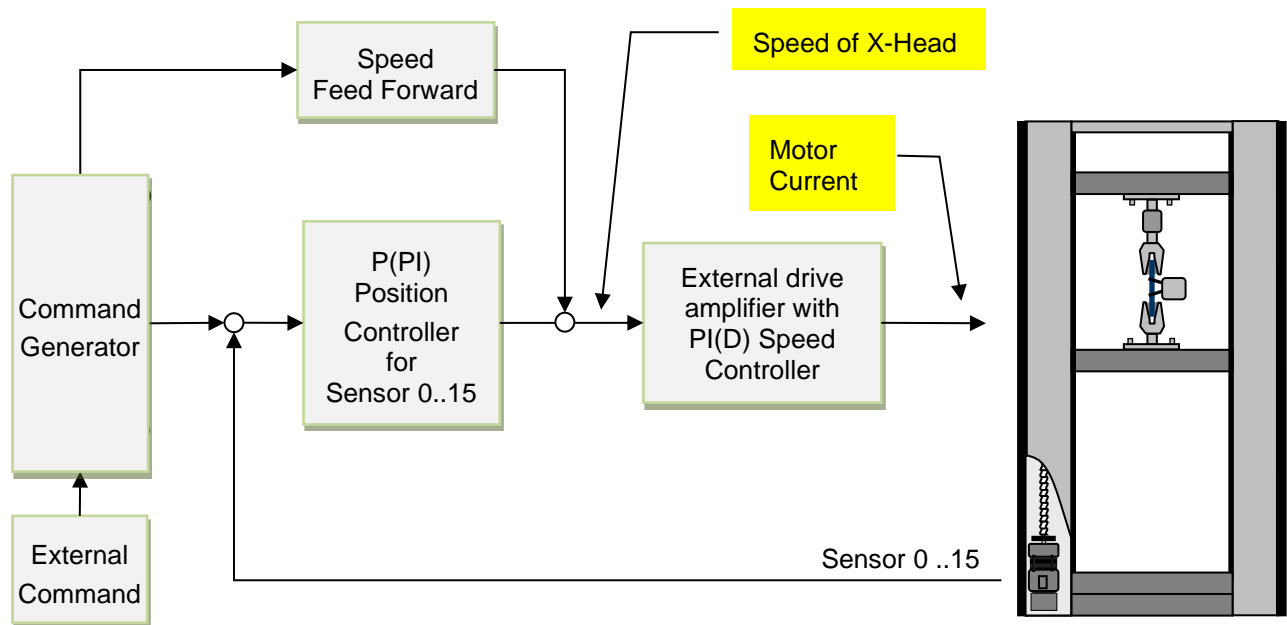 Speed
Feed Forward
Speed of X-Head
Motor
Current
Command
Generator
P(PI)
Position
Controller
for
Sensor 0..15
External drive
amplifier with
PI(D) Speed
Controller
External
Command
Sensor 0 ..15